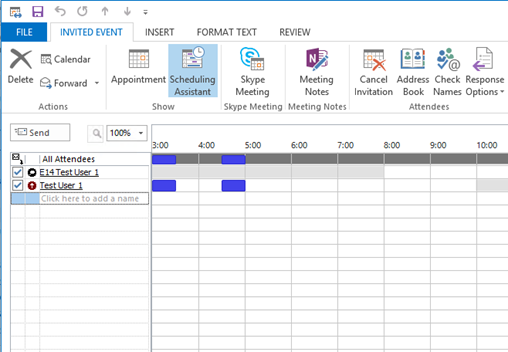 FILE INVITED EVENT INSERT FORMAT TEXT REVIEW
Delete
Calendar
Forward
Appointment
Scheduling Assistant
Skype Meeting
Meeting Notes
Cancel Invitation
Address Book
Check Names
Response Options
Actions Show Skype Meeting Meeting Notes Attendees
Send 100%
3:00 4:00 5:00 6:00 7:00 8:00 9:00 10:00
All Attendees
E14 Test User 1
Test User 1
Click here to add a name